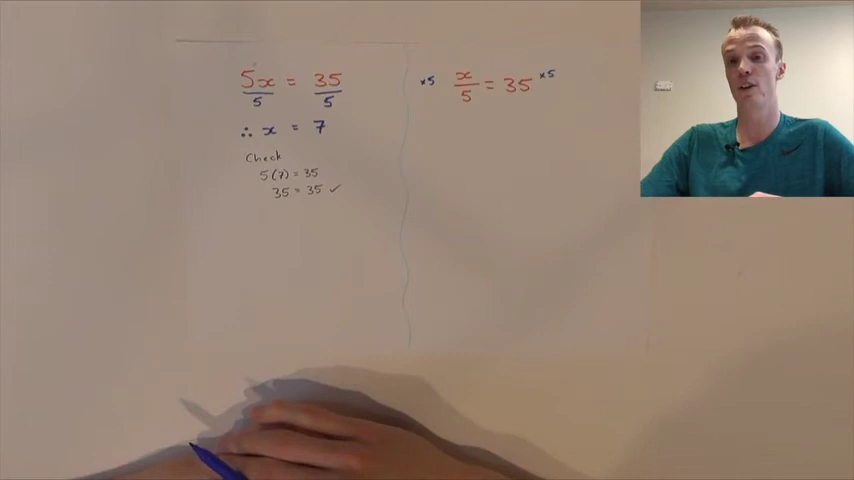 5x = 35
5 5
∴ x = 7
Check
5(7) = 35
35 = 35 ✓
×5 x/5 = 35 ×5